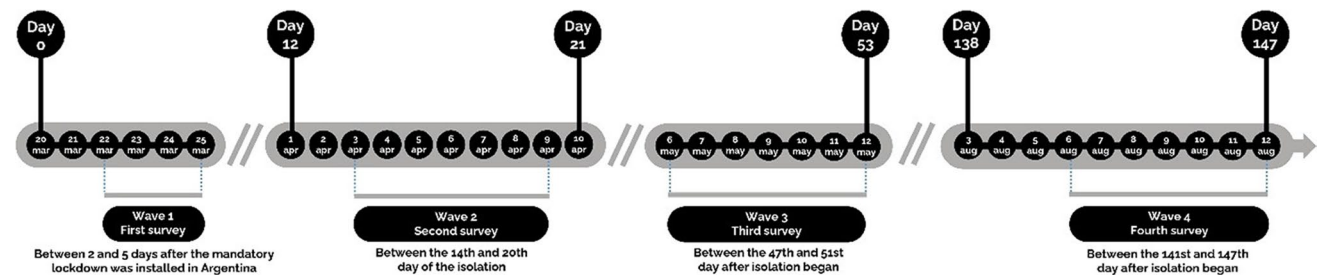 Day
0
Day
12
Day
21
Day
53
Day
138
Day
147
20 mar
21 mar
22 mar
23 mar
24 mar
25 mar
1 apr
2 apr
3 apr
4 apr
5 apr
6 apr
7 apr
8 apr
9 apr
10 apr
6 may
7 may
8 may
9 may
10 may
11 may
12 may
3 aug
4 aug
5 aug
6 aug
7 aug
8 aug
9 aug
10 aug
11 aug
12 aug
Wave 1
First survey
Between 2 and 5 days after the mandatory
lockdown was installed in Argentina
Wave 2
Second survey
Between the 14th and 20th
day of the isolation
Wave 3
Third survey
Between the 47th and 51st
day after isolation began
Wave 4
Fourth survey
Between the 141st and 147th
day after isolation began